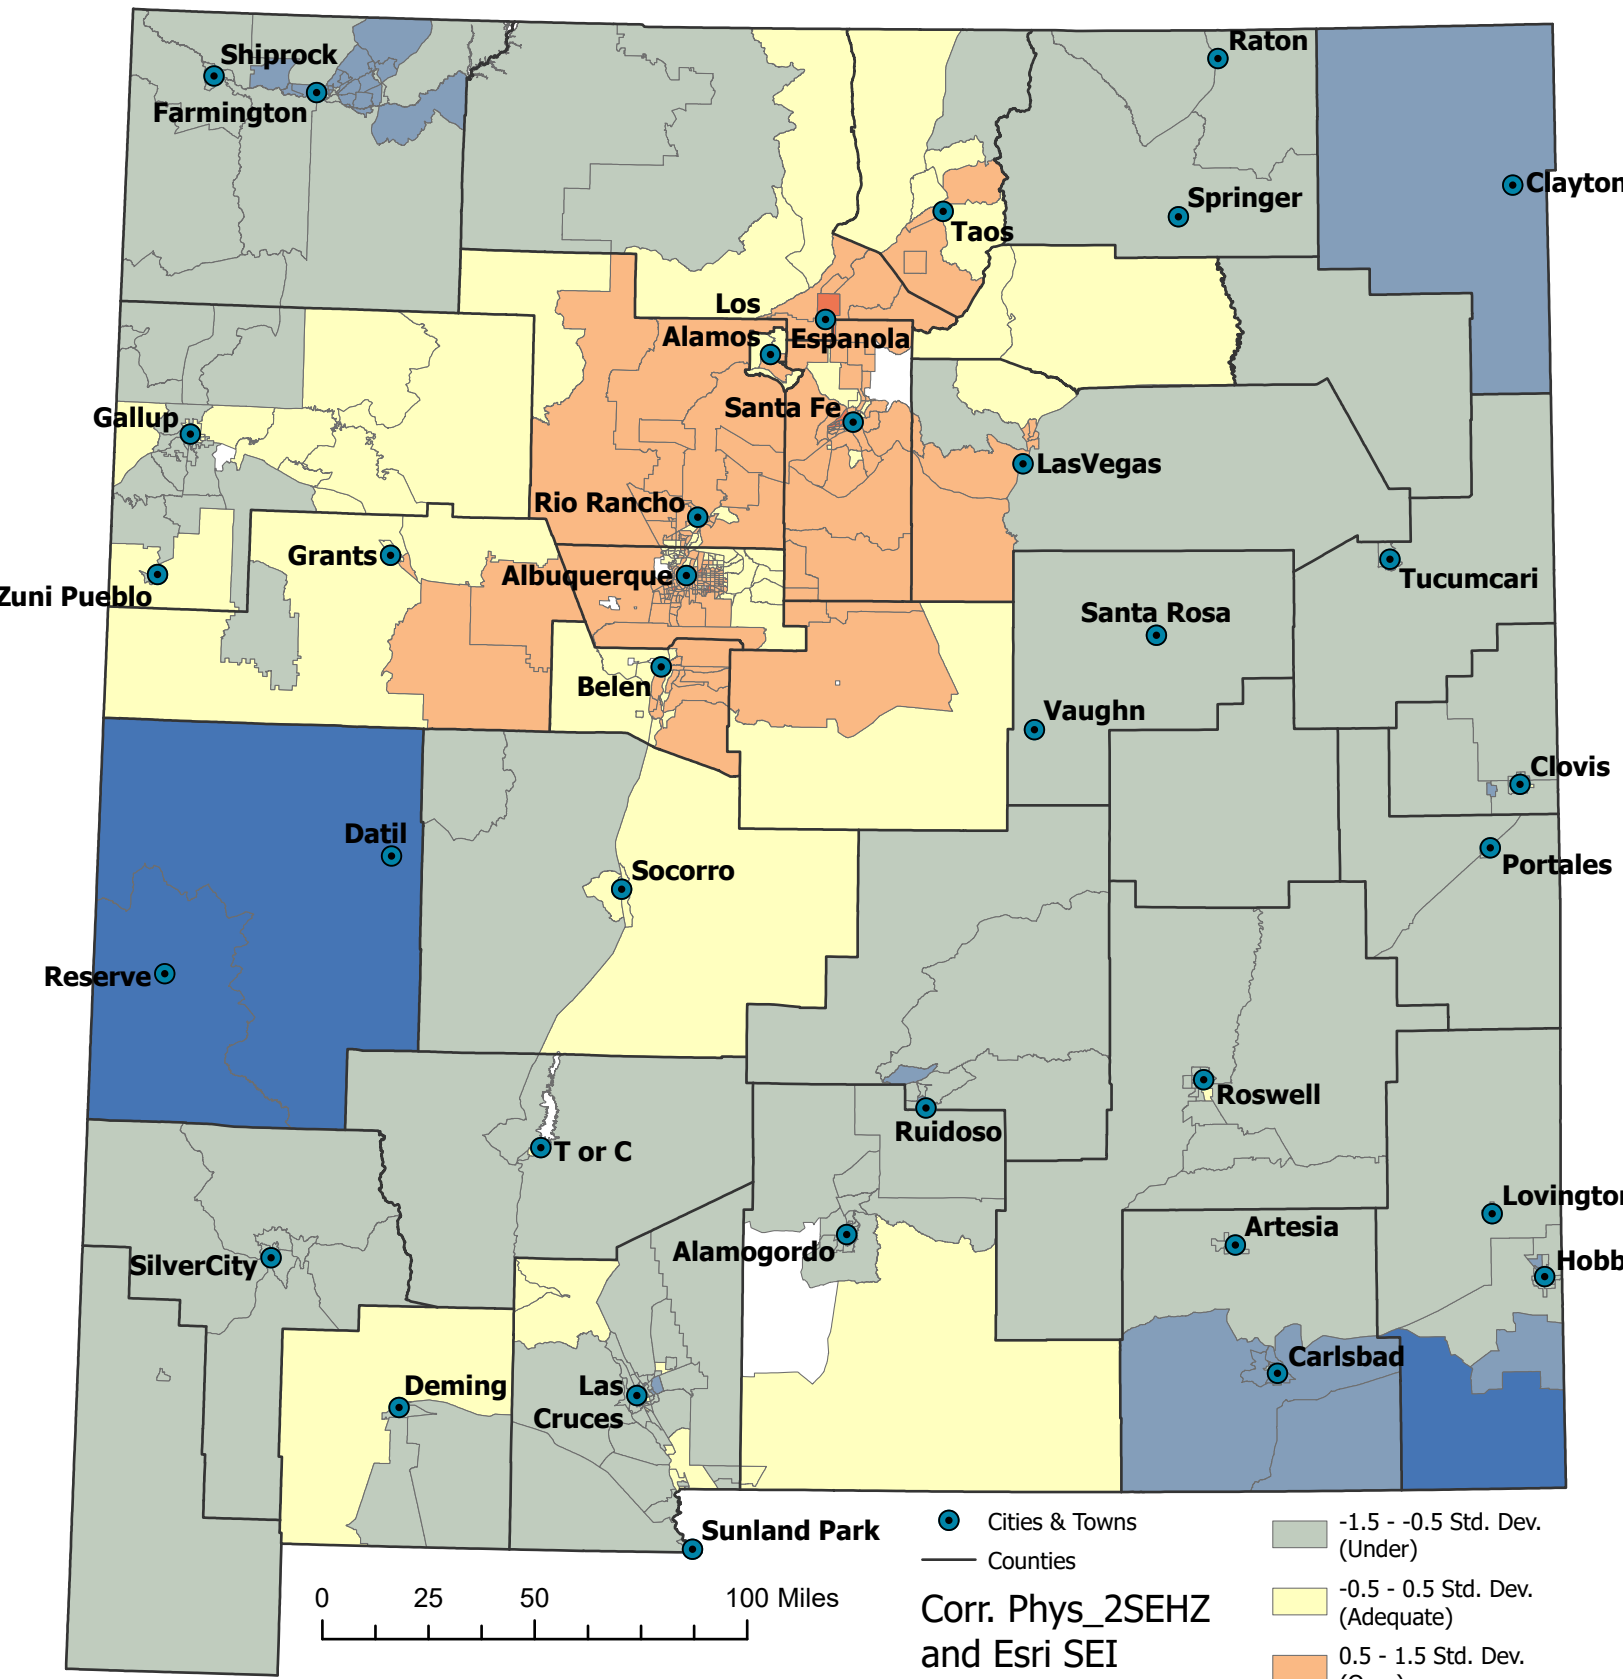 Shiprock
Farmington
Raton
Springer
Clayton
Taos
Los
Alamos
Espanola
Gallup
Santa Fe
LasVegas
Rio Rancho
Grants
Albuquerque
Zuni Pueblo
Tucumcari
Santa Rosa
Belen
Vaughn
Clovis
Datil
Socorro
Portales
Reserve
Roswell
Ruidoso
T or C
Lovington
Alamogordo
Artesia
SilverCity
Hobb
Carlsbad
Deming
Las
Cruces
Sunland Park
0 25 50 100 Miles
Cities & Towns
Counties
Corr. Phys_2SEHZ
and Esri SEI
-1.5 - -0.5 Std. Dev.
(Under)
-0.5 - 0.5 Std. Dev.
(Adequate)
0.5 - 1.5 Std. Dev.